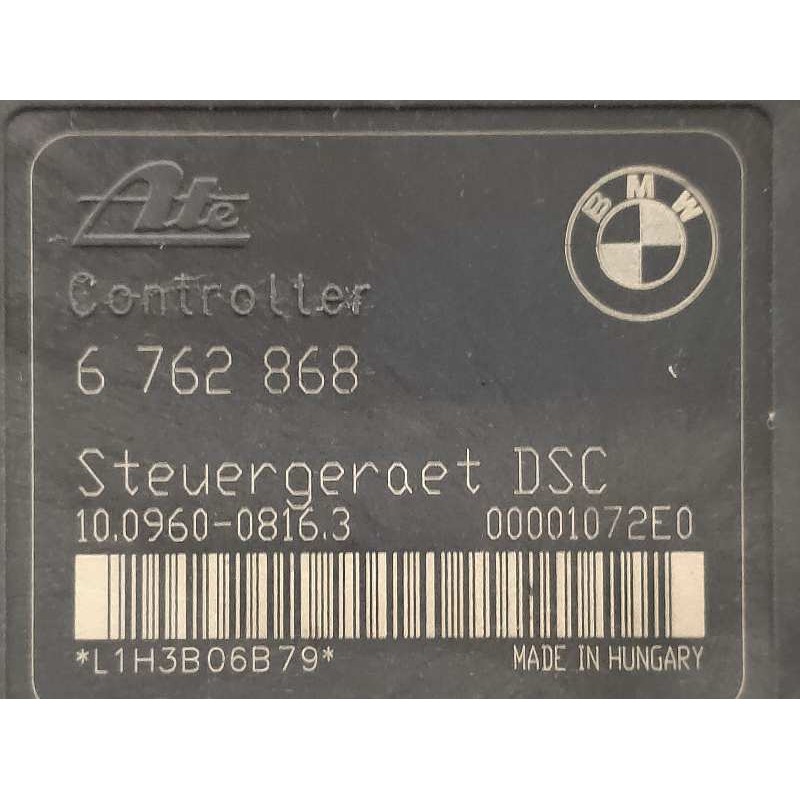 Ate
BMW
Controller
6 762 868
Steuergeraet DSC
10.0960-0816.3 00001072E0
*L1H3B06B79* MADE IN HUNGARY